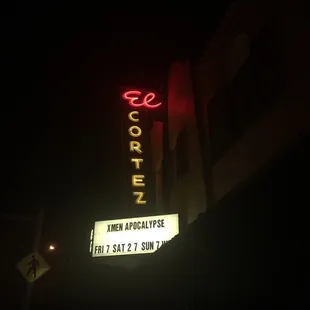 El
CORTEZ
XMEN APOCALYPSE
FRI 7 SAT 2 7 SUN 7